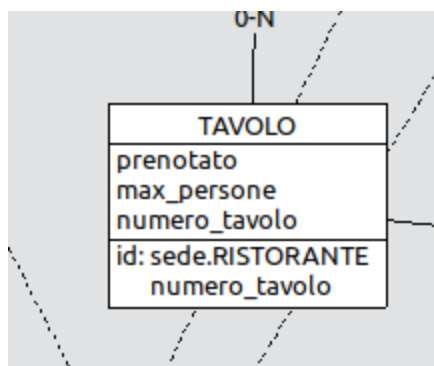 0-N
TAVOLO
prenotato
max_persone
numero_tavolo
id: sede.RISTORANTE
numero_tavolo